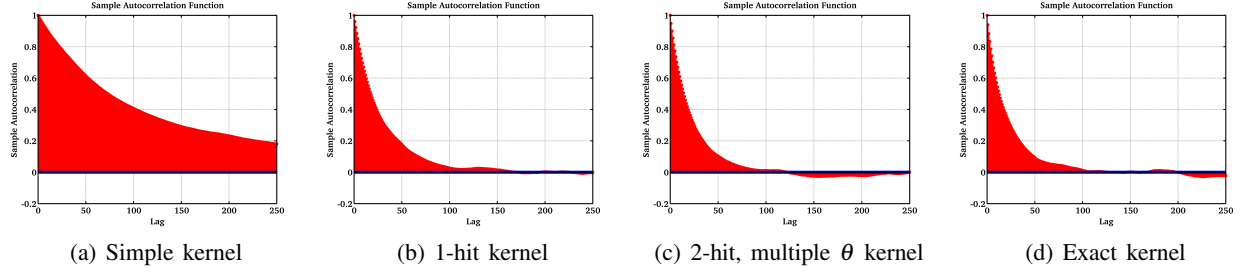 Sample Autocorrelation Function
Sample Autocorrelation
1
0.8
0.6
0.4
0.2
0
-0.2
0 50 100 150 200 250
Lag
(a) Simple kernel
Sample Autocorrelation Function
Sample Autocorrelation
1
0.8
0.6
0.4
0.2
0
-0.2
0 50 100 150 200 250
Lag
(b) 1-hit kernel
Sample Autocorrelation Function
Sample Autocorrelation
1
0.8
0.6
0.4
0.2
0
-0.2
0 50 100 150 200 250
Lag
(c) 2-hit, multiple θ kernel
Sample Autocorrelation Function
Sample Autocorrelation
1
0.8
0.6
0.4
0.2
0
-0.2
0 50 100 150 200 250
Lag
(d) Exact kernel